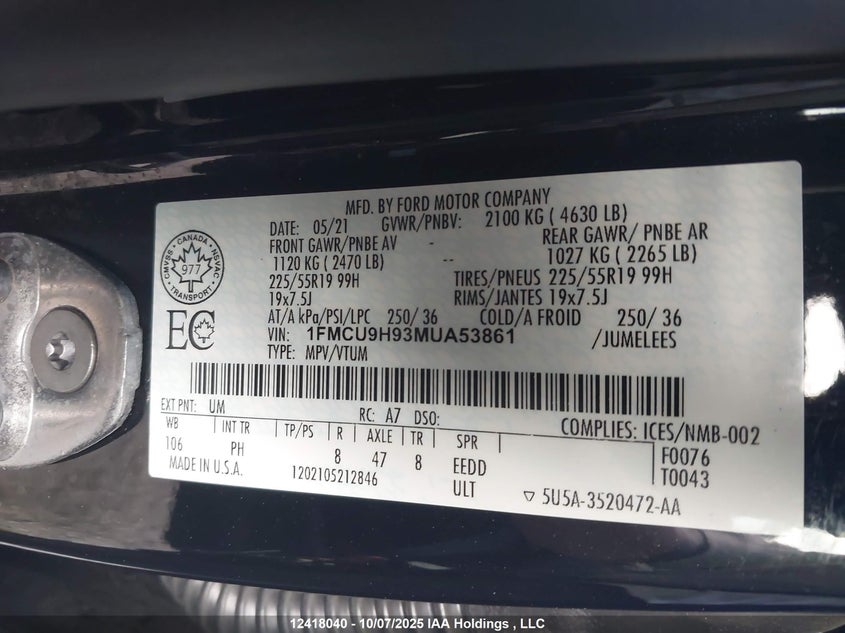 MFD. BY FORD MOTOR COMPANY
DATE: 05/21 GVWR/PNBV: 2100 KG ( 4630 LB)
FRONT GAWR/ PNBE AV - REAR GAWR/ PNBE AR
1120 KG ( 2470 LB) -- 1027 KG ( 2265 LB)
225/55R19 99H TIRES/PNEUS 225/55R19 99H
19x7.5J RIMS/JANTES 19x7.5J
AT/A kPa/PSI/LPC 250/ 36 COLD/A FROID 250/ 36
VIN: 1FMCU9H93MUA53861 /JUMELEES
TYPE: MPV/VTUM
CANADA
CMVSS NSVAC
977
TRANSPORT
EC
EXT PNT: UM RC: A7 DSO: COMPLIES: ICES/NMB-002
WB INT TR TP/PS R AXLE TR SPR F0076
106 PH 8 47 8 EEDD T0043
MADE IN U.S.A. 1202105212846 ULT 5U5A-3520472-AA
12418040 - 10/07/2025 IAA Holdings , LLC